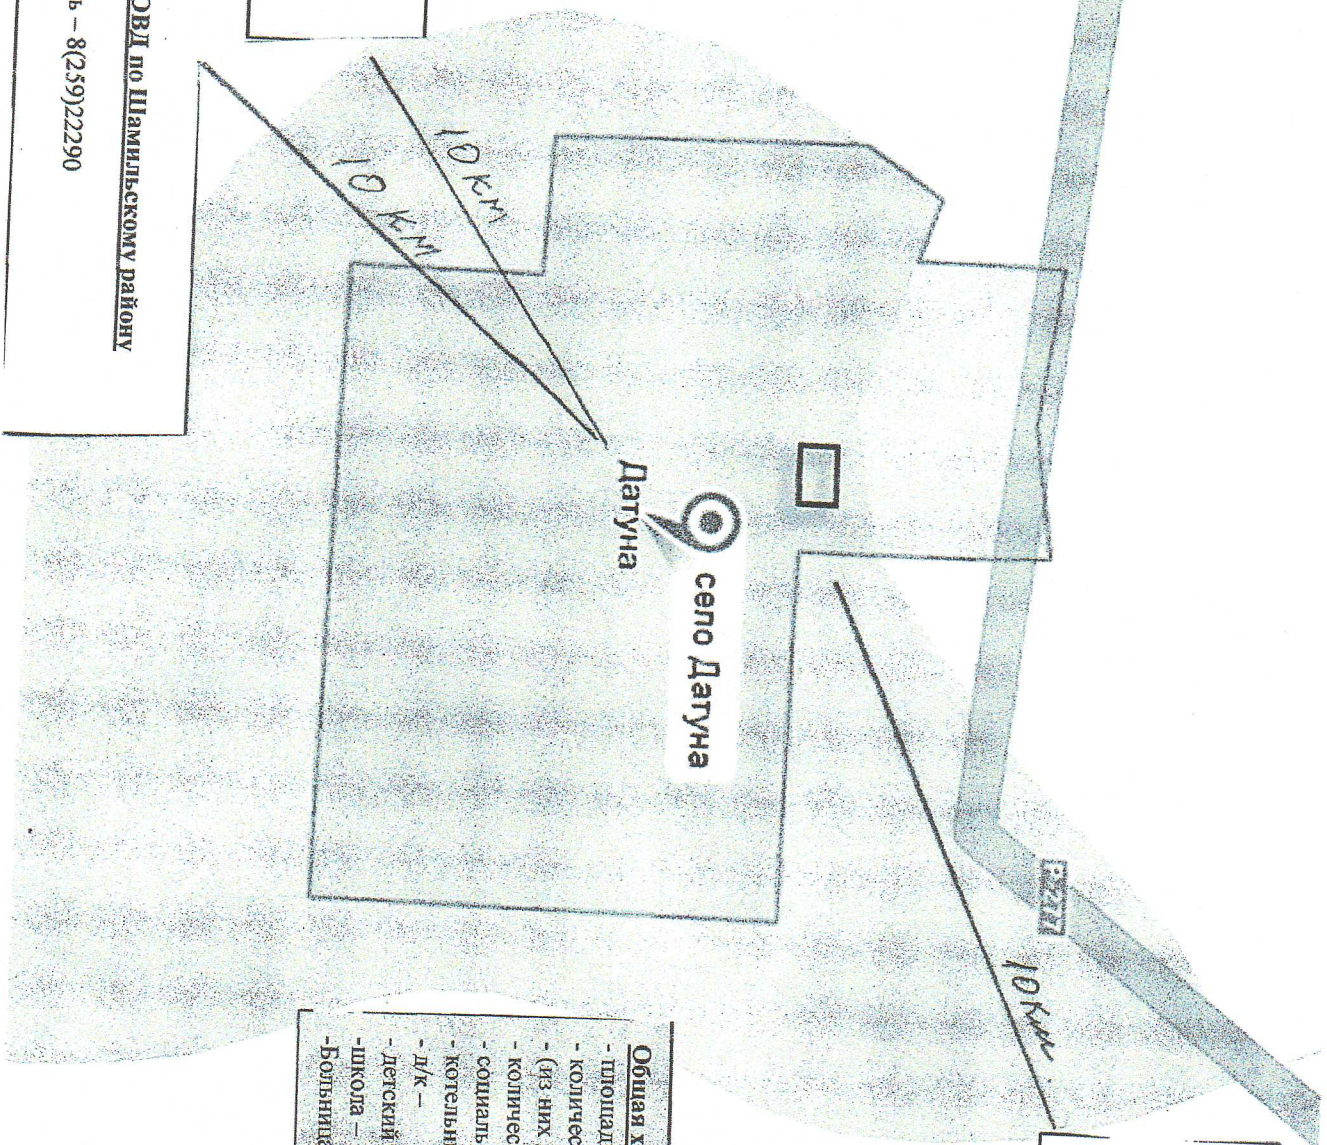 ОВД по Шамильскому району
ь – 8(259)22290
10 км
10 км
Датуна
село Датуна
10 км
Общая х
- площад
- количес
- (из них
- количес
- социаль
- котельн
- д/к –
- детский
-школа –
-Больница